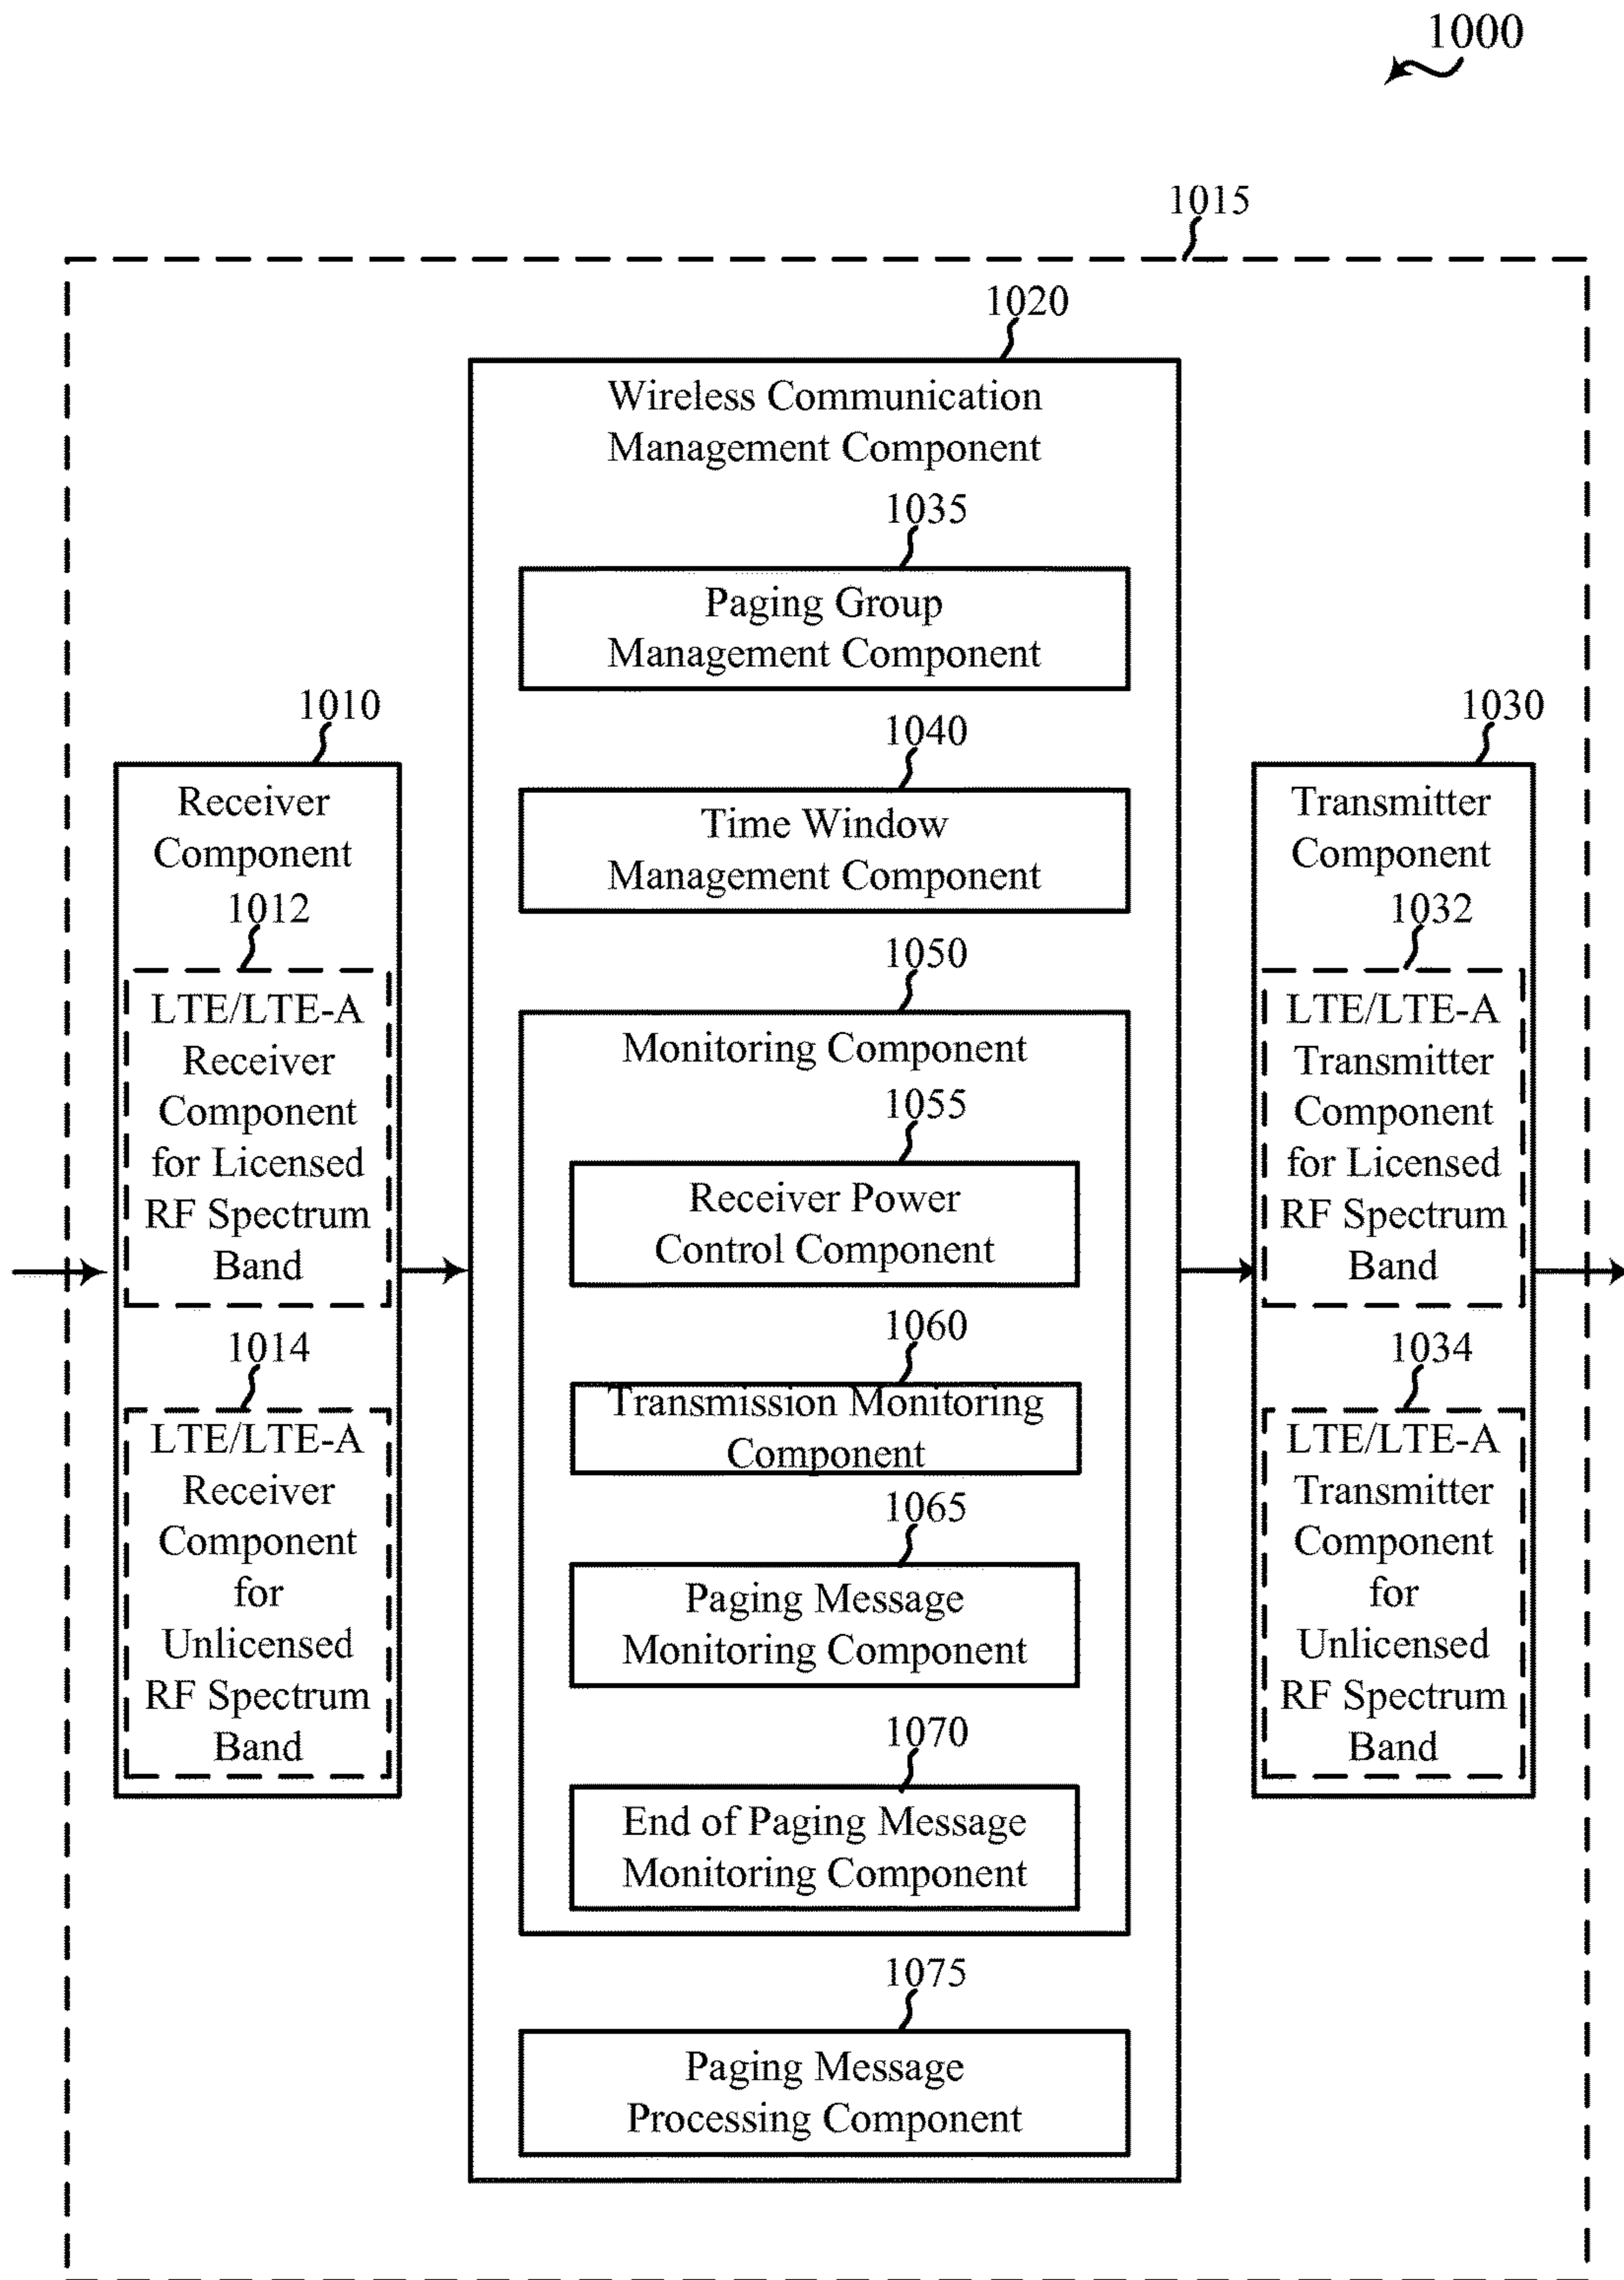 1000
1015
1020
Wireless Communication
Management Component
1035
Paging Group
Management Component
1040
Time Window
Management Component
1050
Monitoring Component
1055
Receiver Power
Control Component
1060
Transmission Monitoring
Component
1065
Paging Message
Monitoring Component
1070
End of Paging Message
Monitoring Component
1075
Paging Message
Processing Component
1010
Receiver
Component
1012
LTE/LTE-A
Receiver
Component
for Licensed
RF Spectrum
Band
1014
LTE/LTE-A
Receiver
Component
for
Unlicensed
RF Spectrum
Band
1030
Transmitter
Component
1032
LTE/LTE-A
Transmitter
Component
for Licensed
RF Spectrum
Band
1034
LTE/LTE-A
Transmitter
Component
for
Unlicensed
RF Spectrum
Band